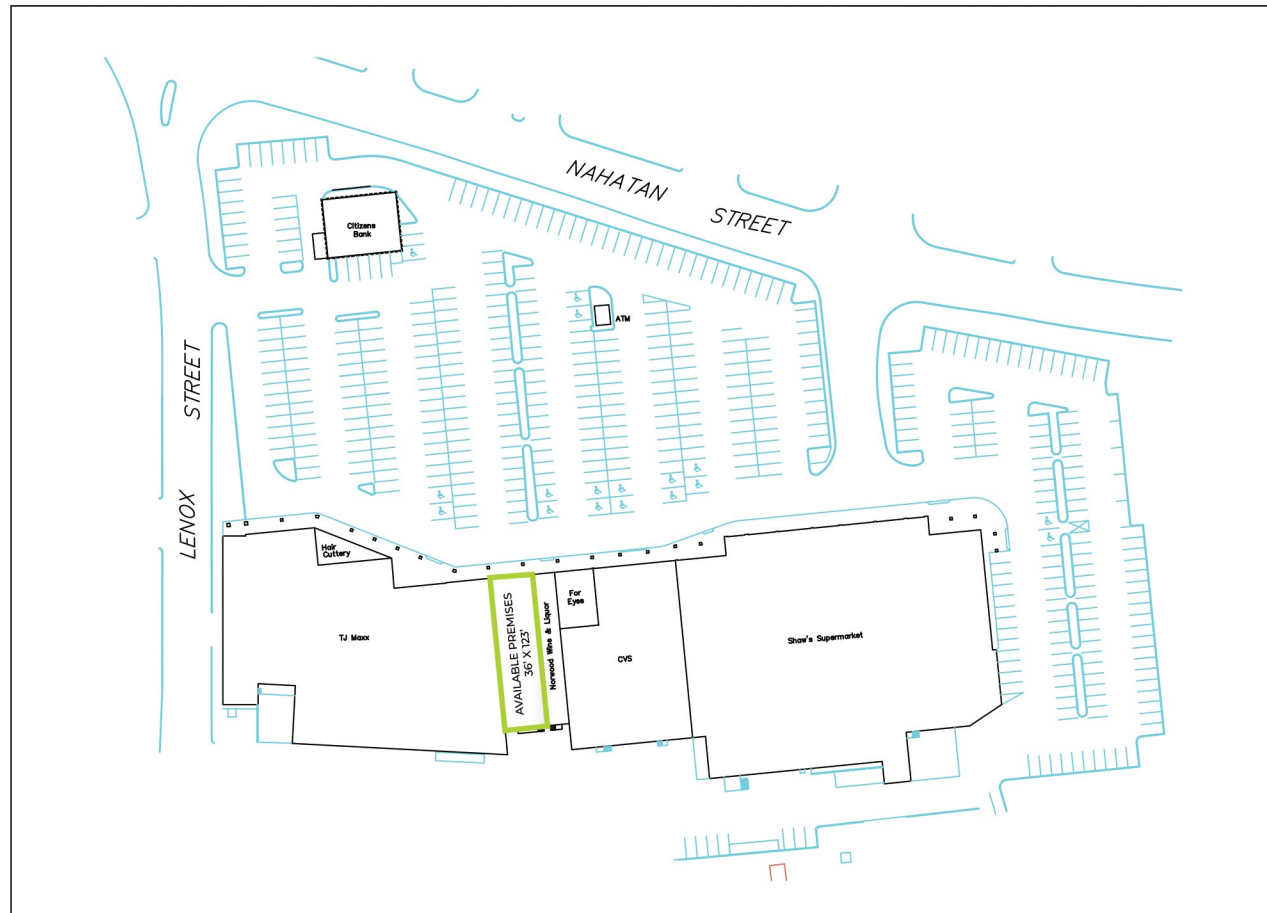 NAHATAN
STREET
Citizens
Bank
ATM
LENOX
STREET
Hair
Cuttery
TJ Maxx
AVAILABLE PREMISES
36' X 123'
Norwood Wine & Liquor
For
Eyes
CVS
Shaw's Supermarket